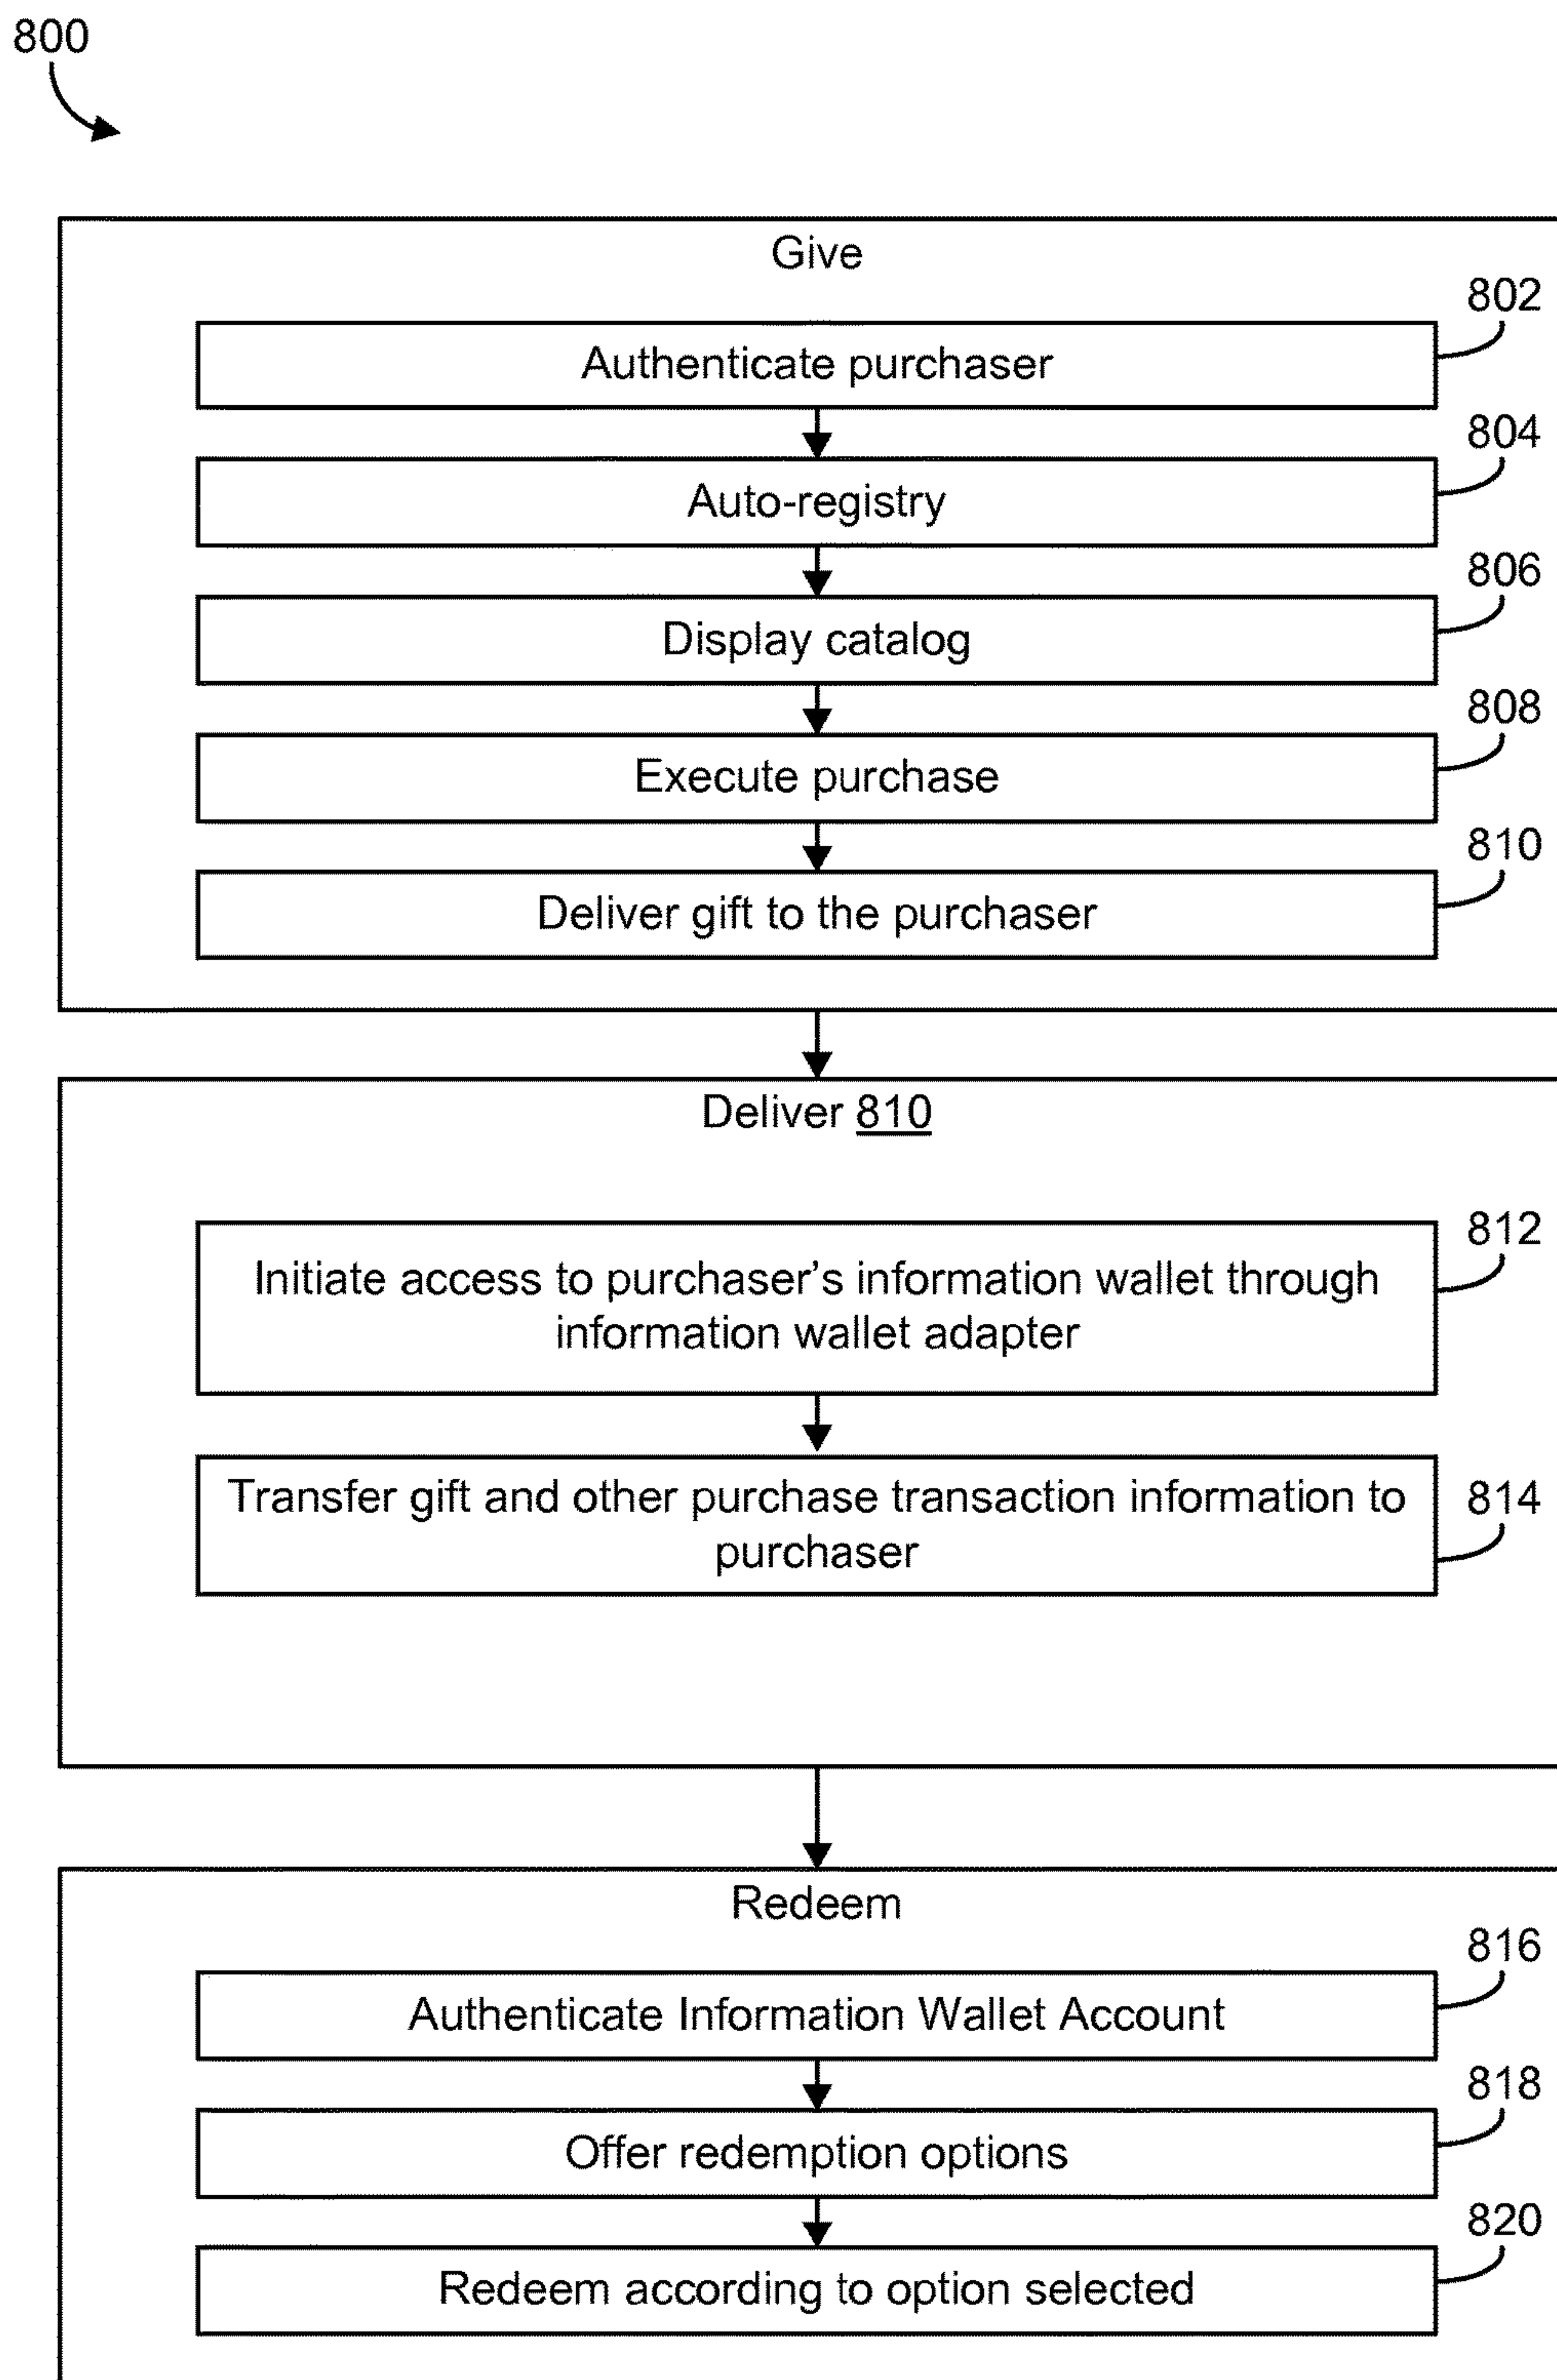 800
Give
802
Authenticate purchaser
804
Auto-registry
806
Display catalog
808
Execute purchase
810
Deliver gift to the purchaser
Deliver 810
812
Initiate access to purchaser’s information wallet through
information wallet adapter
Transfer gift and other purchase transaction information to
814
purchaser
Redeem
816
Authenticate Information Wallet Account
818
Offer redemption options
820
Redeem according to option selected